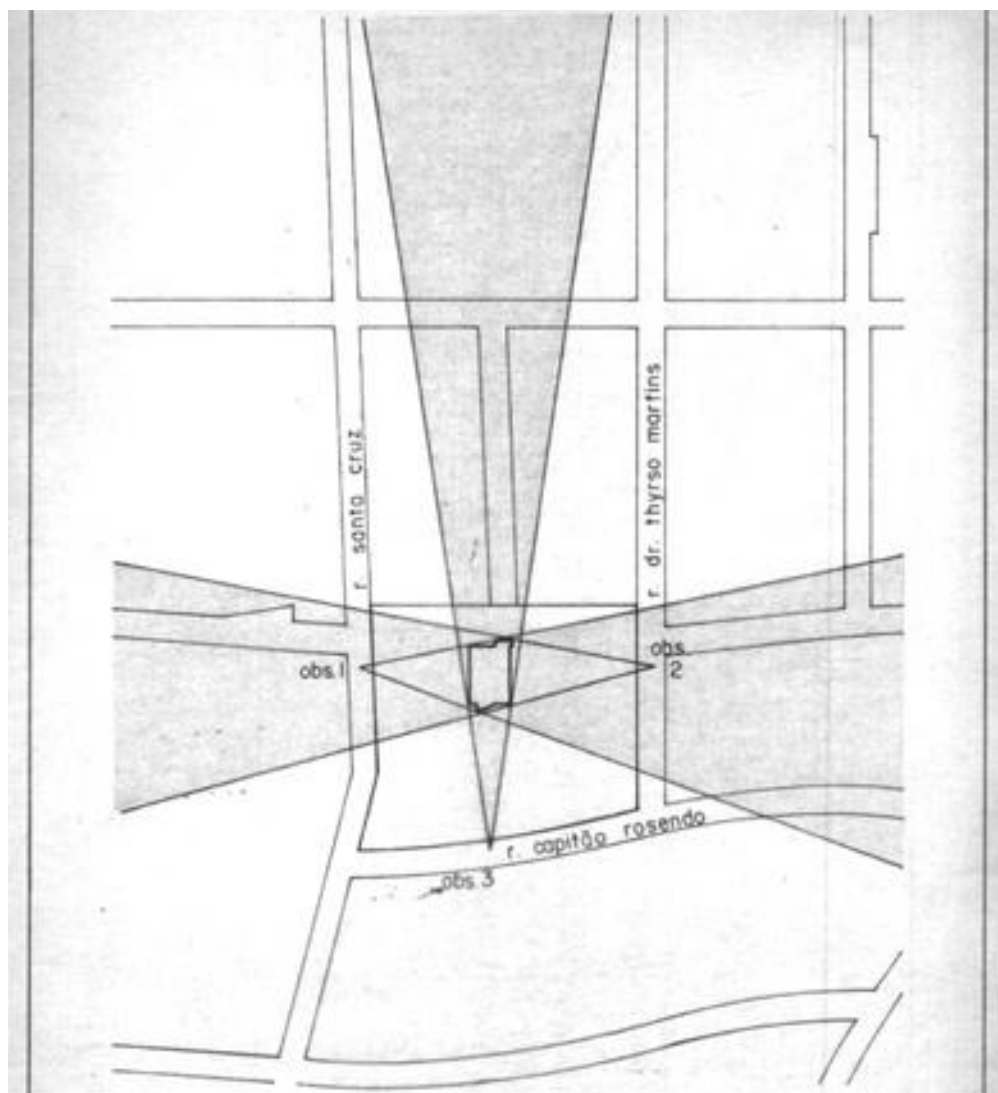 r. santa cruz
r. dr. thyrso martins
obs.1
obs.
2
r. capitão rosendo
obs.3